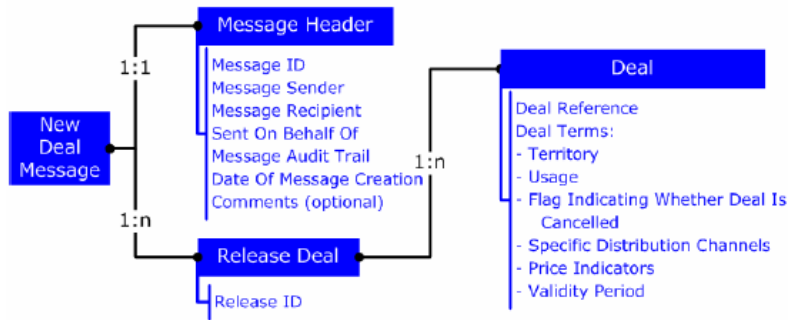 New
Deal
Message
1:1
1:n
Message Header
Message ID
Message Sender
Message Recipient
Sent On Behalf Of
Message Audit Trail
Date Of Message Creation
Comments (optional)
Release Deal
Release ID
1:n
Deal
Deal Reference
Deal Terms:
- Territory
- Usage
- Flag Indicating Whether Deal Is
Cancelled
- Specific Distribution Channels
- Price Indicators
- Validity Period